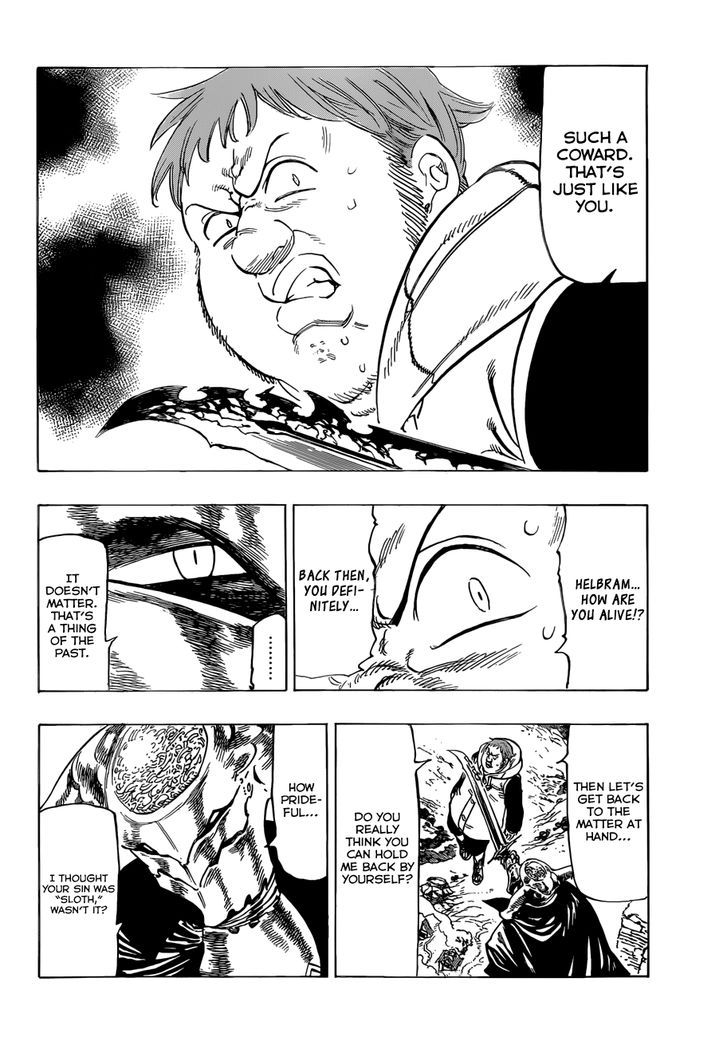 SUCH A
COWARD.
THAT'S
JUST LIKE
YOU.
HELBRAM...
HOW ARE
YOU ALIVE!?
BACK THEN,
YOU DEFI-
NITELY...
.........
IT
DOESN'T
MATTER.
THAT'S
A THING
OF THE
PAST.
THEN LET'S
GET BACK
TO THE
MATTER AT
HAND...
DO YOU
REALLY
THINK YOU
CAN HOLD
ME BACK BY
YOURSELF?
HOW
PRIDE-
FUL...
I THOUGHT
YOUR SIN WAS
"SLOTH,"
WASN'T IT?